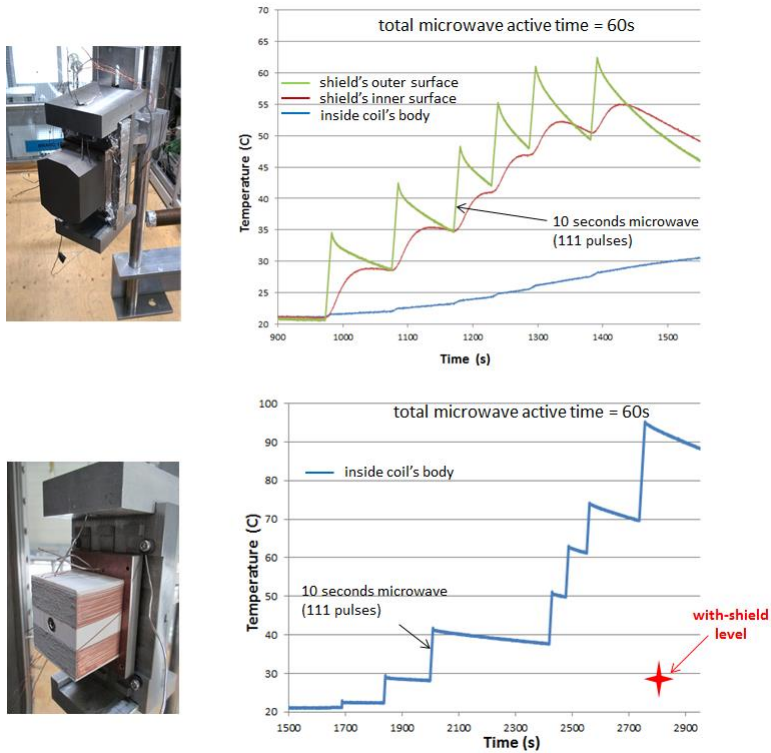 total microwave active time = 60s
70
65
60
55
50
45
40
35
30
25
20
Temperature (C)
shield's outer surface
shield's inner surface
inside coil's body
10 seconds microwave
(111 pulses)
900 1000 1100 1200 1300 1400 1500
Time (s)
total microwave active time = 60s
100
90
80
70
60
50
40
30
20
Temperature (C)
inside coil's body
10 seconds microwave
(111 pulses)
with-shield
level
1500 1700 1900 2100 2300 2500 2700 2900
Time (s)